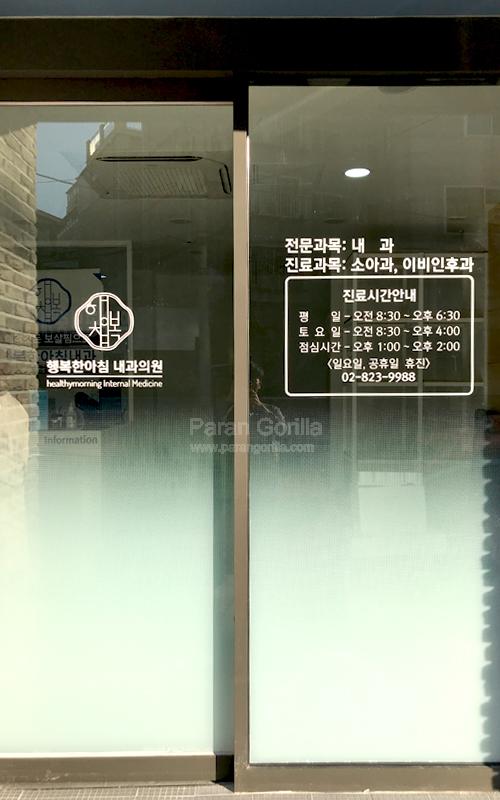 행복한아침 내과의원
healthymorning Internal Medicine
Information
전문과목: 내 과
진료과목: 소아과, 이비인후과
진료시간안내
평 일 - 오전 8:30 ~ 오후 6:30
토 요 일 - 오전 8:30 ~ 오후 4:00
점심시간 - 오후 1:00 ~ 오후 2:00
<일요일, 공휴일 휴진>
02-823-9988
Paran Gorilla
www.parangorilla.com